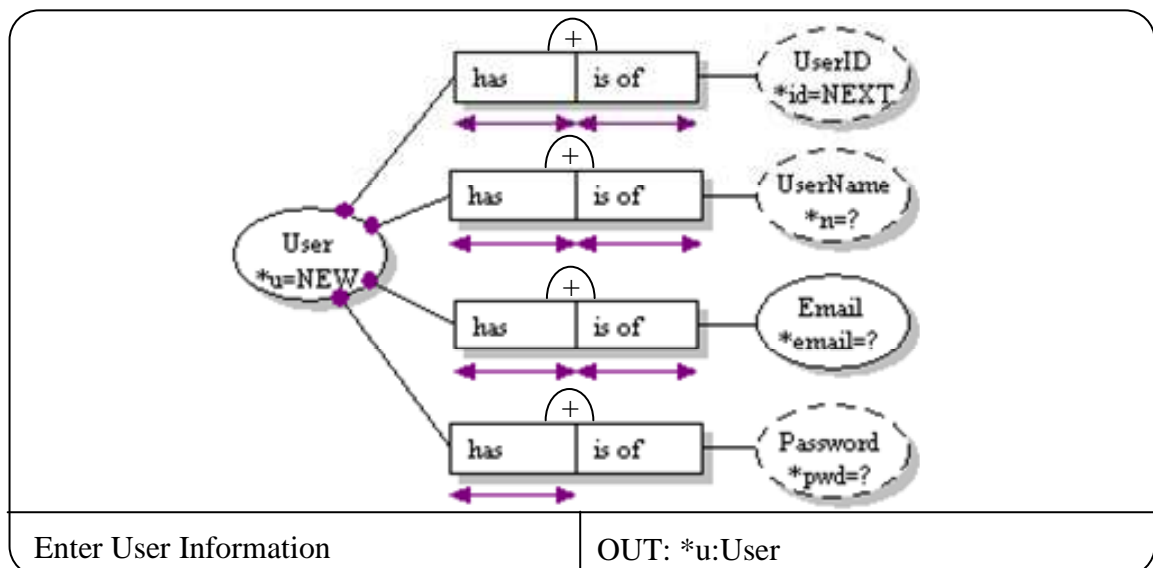 +
has is of
UserID
*id=NEXT
+
has is of
UserName
*n=?
User
*u=NEW
+
has is of
Email
*email=?
+
has is of
Password
*pwd=?
Enter User Information
OUT: *u:User